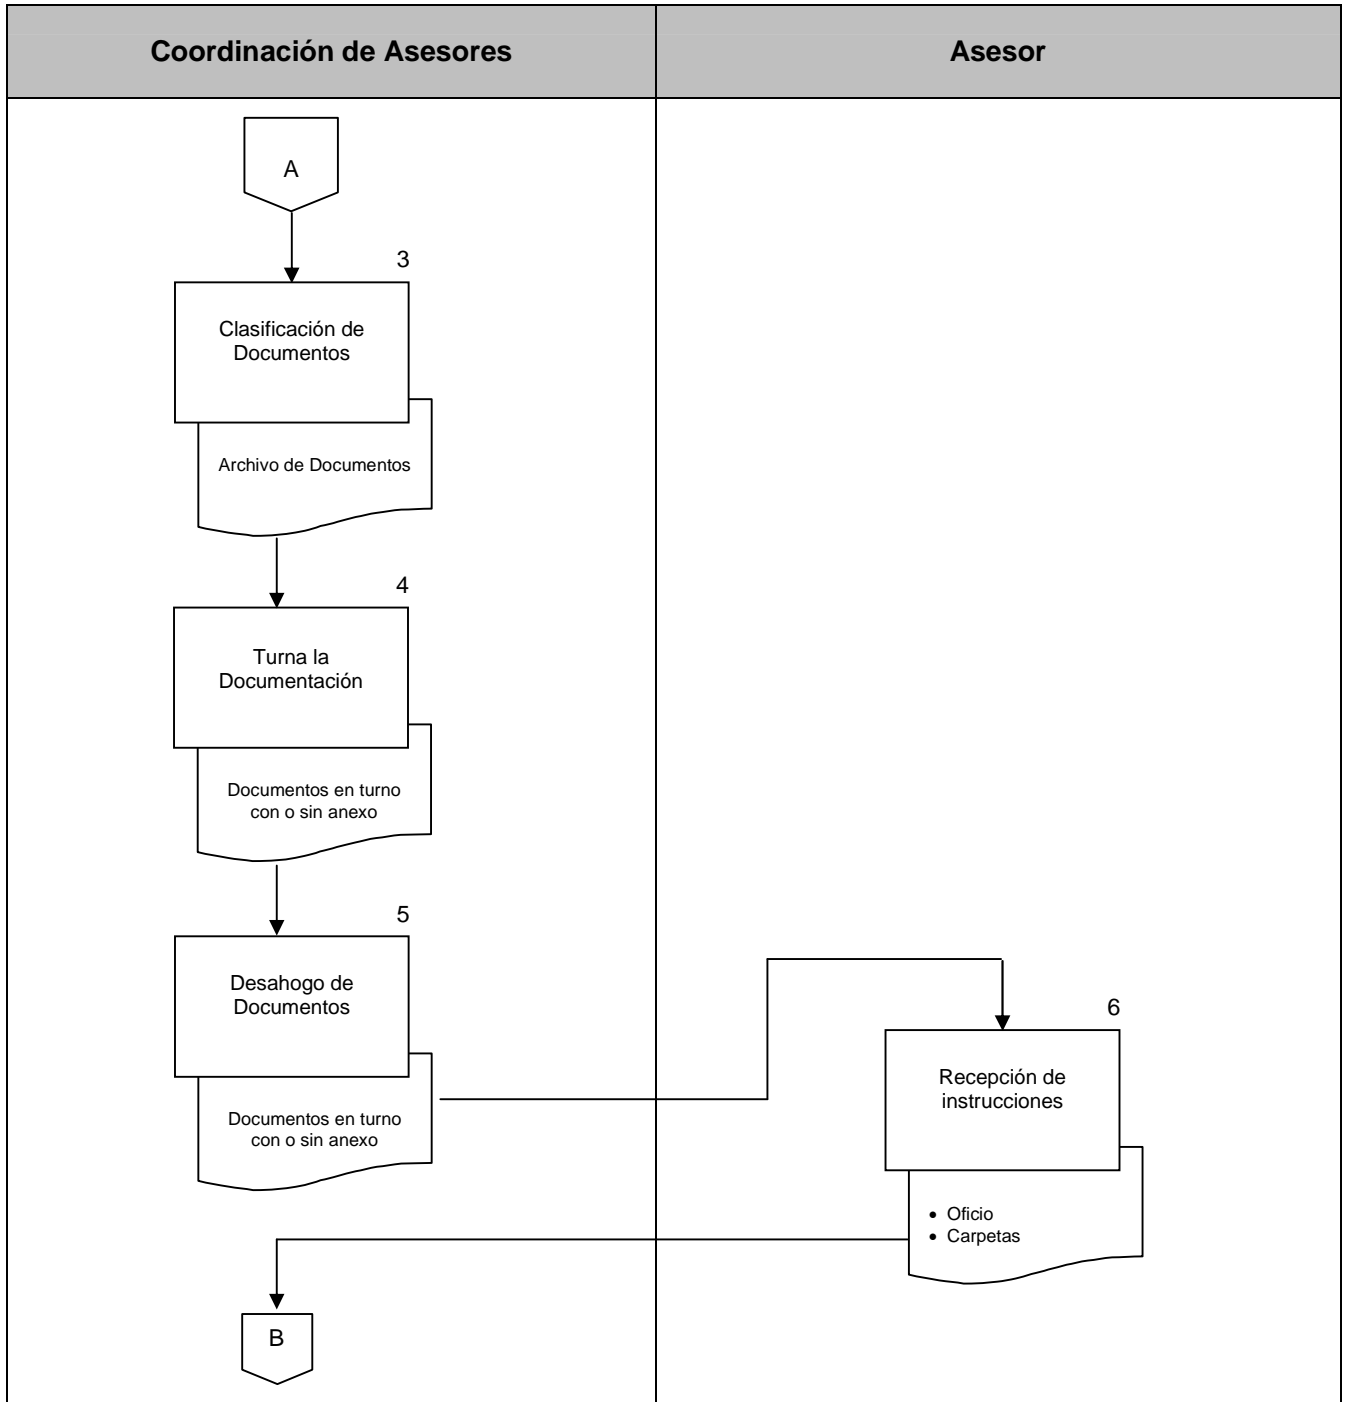 Coordinación de Asesores
Asesor
A
3
Clasificación de
Documentos
Archivo de Documentos
4
Turna la
Documentación
Documentos en turno
con o sin anexo
5
Desahogo de
Documentos
Documentos en turno
con o sin anexo
6
Recepción de
instrucciones
• Oficio
• Carpetas
B